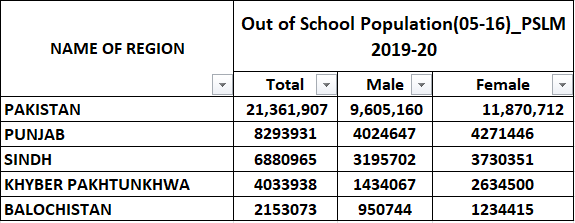 NAME OF REGION
Out of School Population(05-16)_PSLM
2019-20
Total Male Female
PAKISTAN 21,361,907 9,605,160 11,870,712
PUNJAB 8293931 4024647 4271446
SINDH 6880965 3195702 3730351
KHYBER PAKHTUNKHWA 4033938 1434067 2634500
BALOCHISTAN 2153073 950744 1234415